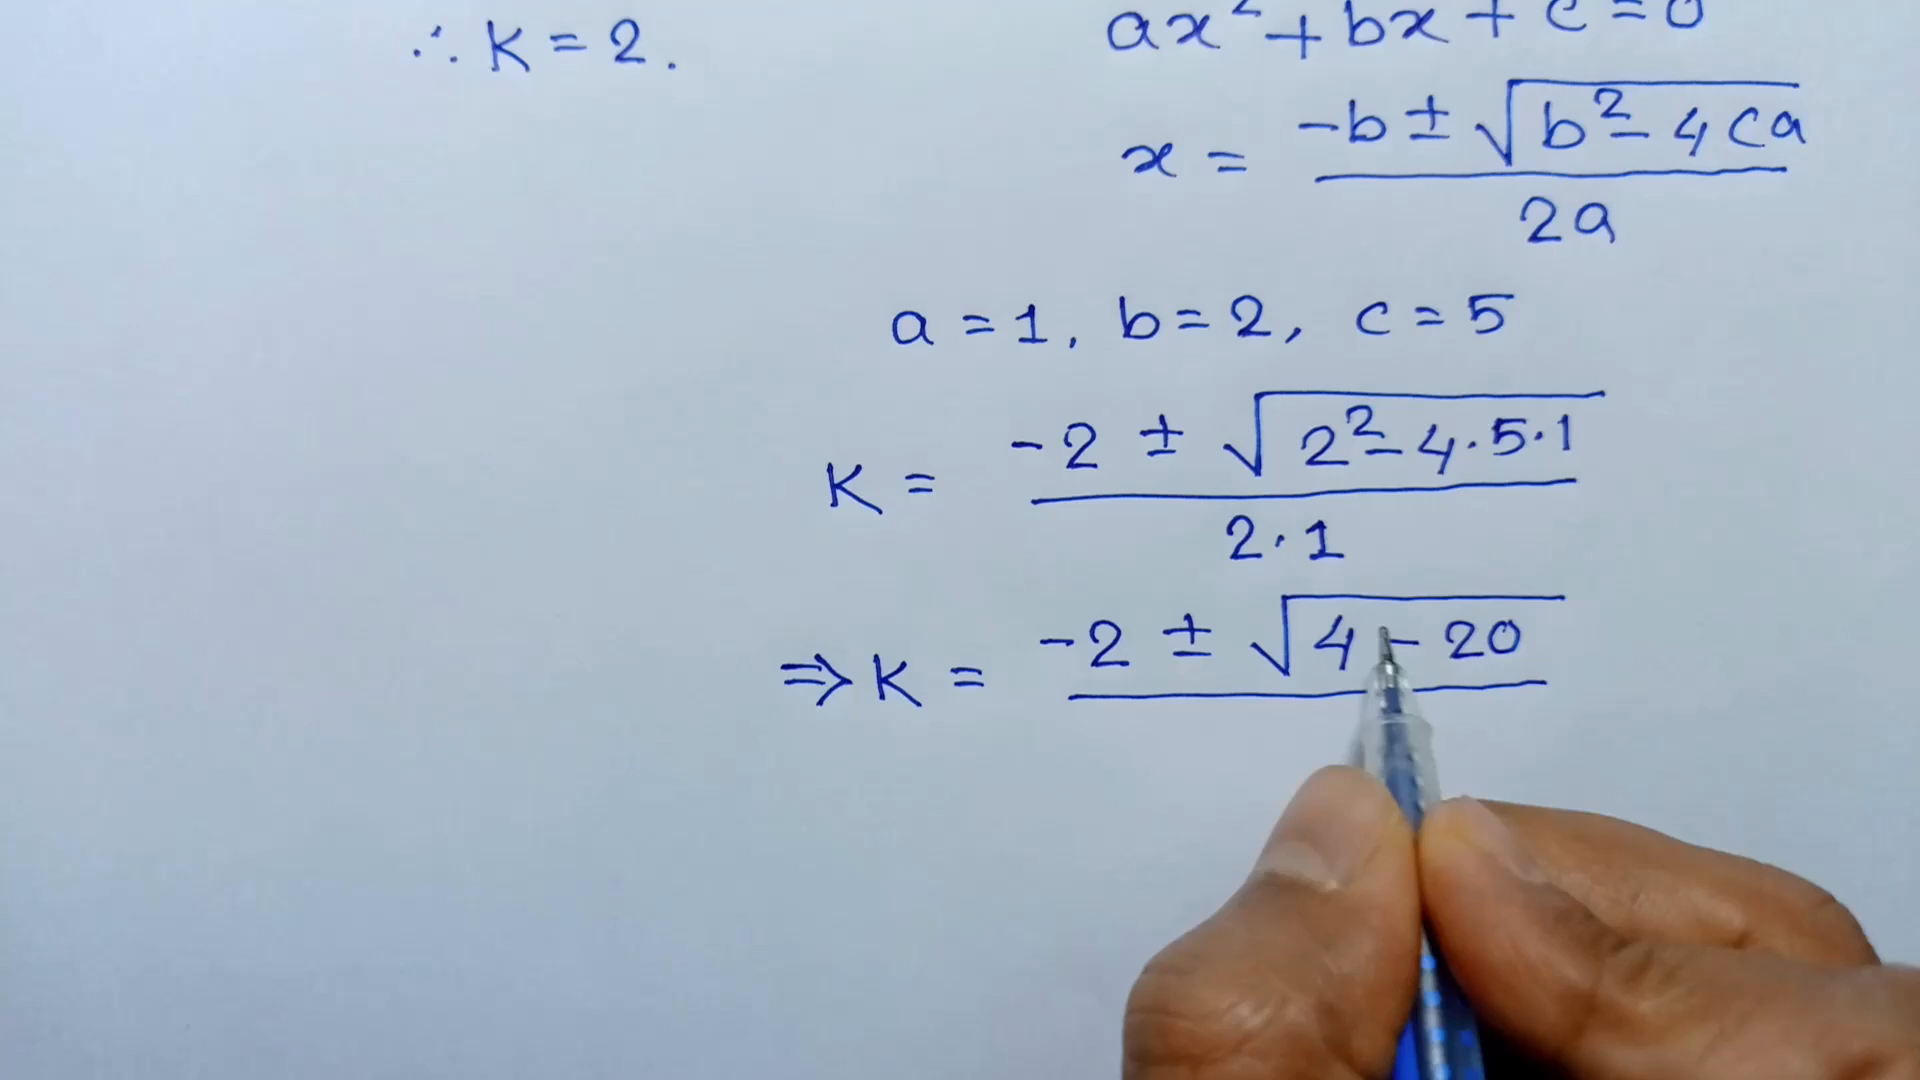 ∴ K = 2.
ax² + bx + c = 0
x = (-b ± √(b² - 4ca)) / 2a
a = 1, b = 2, c = 5
K = (-2 ± √(2² - 4·5·1)) / 2·1
⇒ K = (-2 ± √(4 - 20)) /